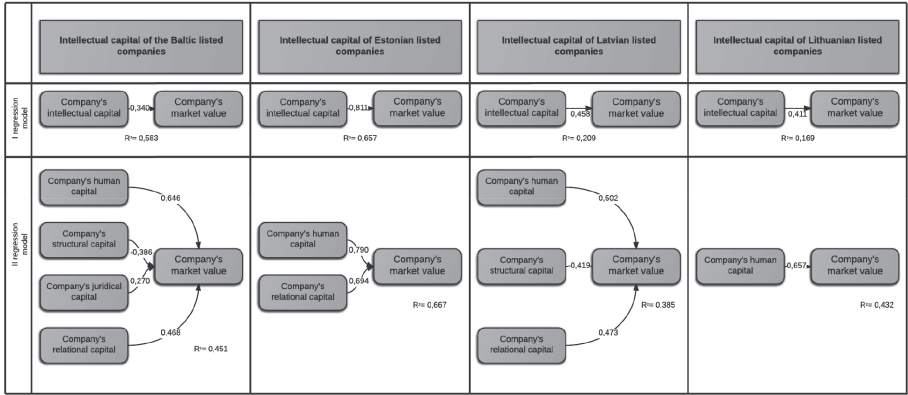 Intellectual capital of the Baltic listed
companies
Intellectual capital of Estonian listed
companies
Intellectual capital of Latvian listed
companies
Intellectual capital of Lithuanian listed
companies
I regression
model
Company's
intellectual capital
-0,340
Company's
market value
R²= 0,583
Company's
intellectual capital
-0,811
Company's
market value
R²= 0.657
Company's
intellectual capital
0,458
Company's
market value
R²= 0,209
Company's
intellectual capital
0,411
Company's
market value
R²= 0,169
II regression
model
Company's human
capital
0,646
Company's
structural capital
-0,386
Company's juridical
capital
0,270
Company's
relational capital
0.468
Company's
market value
R²= 0,451
Company's human
capital
0,790
Company's
relational capital
0,694
Company's
market value
R²= 0,667
Company's human
capital
0,502
Company's
structural capital
-0,419
Company's
relational capital
0,473
Company's
market value
R²= 0.385
Company's human
capital
-0,657
Company's
market value
R²= 0,432